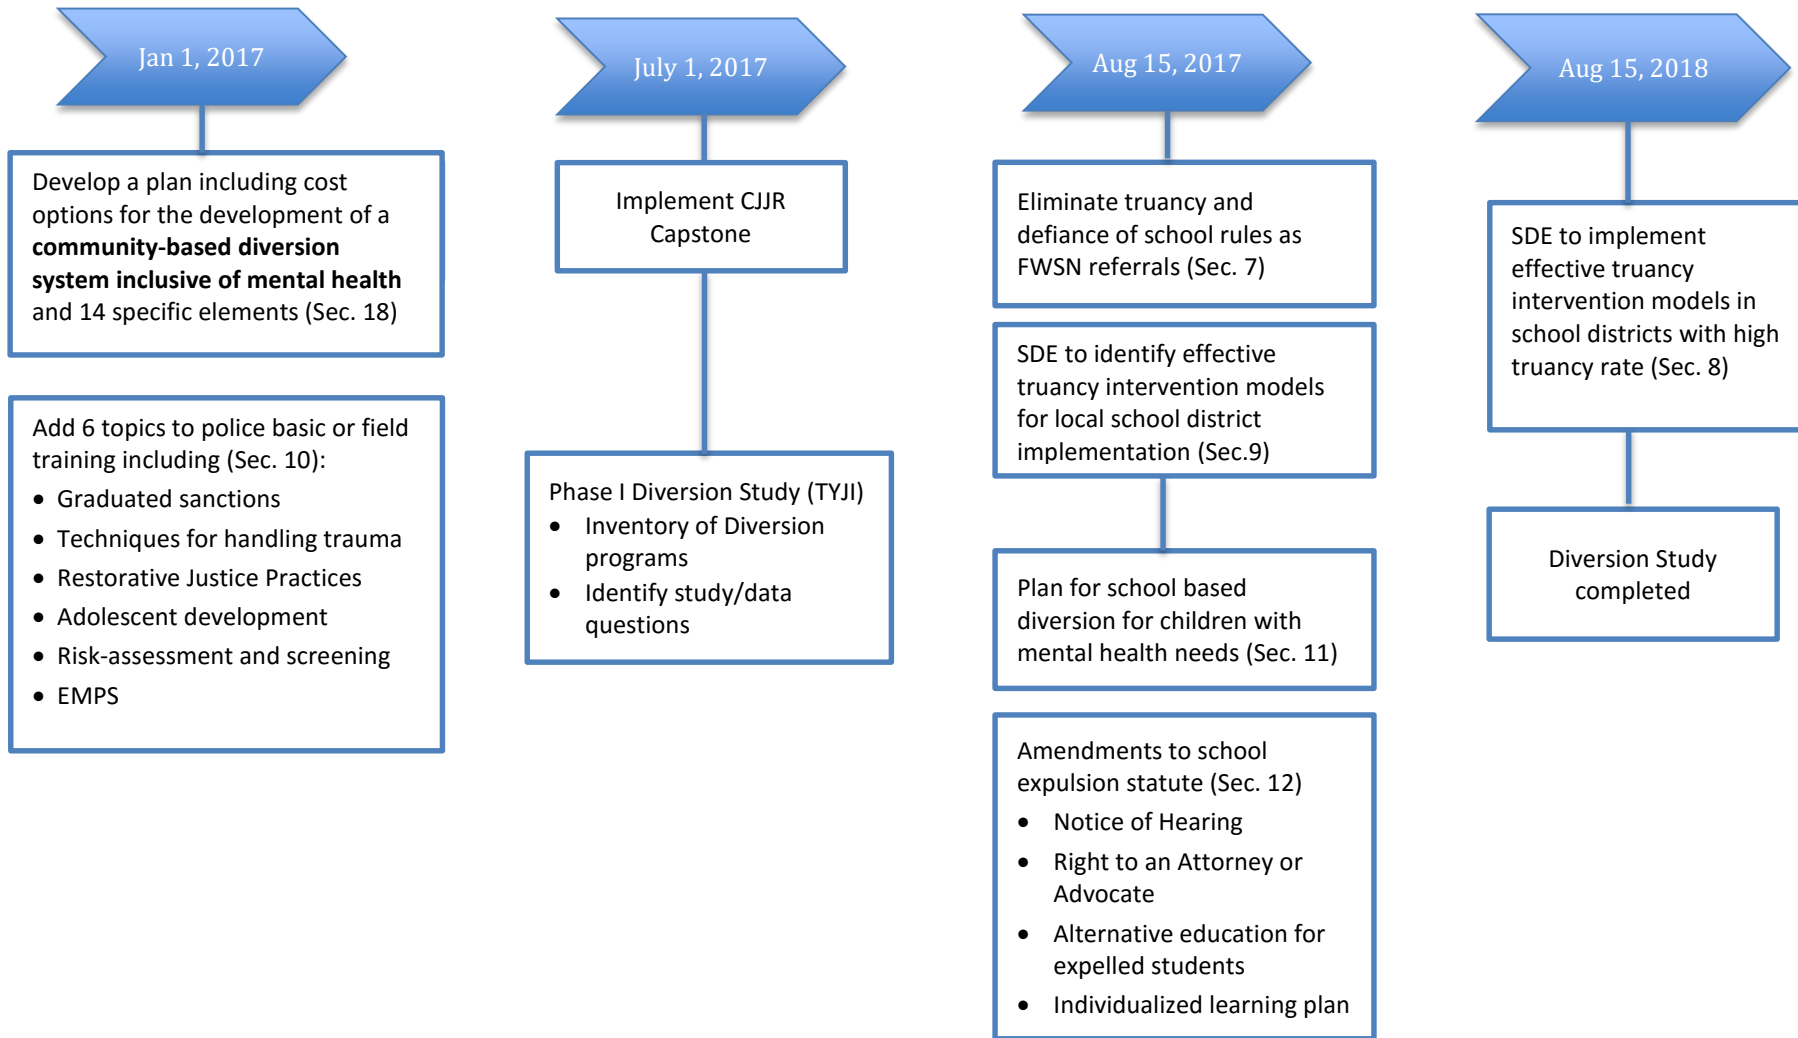 Jan 1, 2017
Develop a plan including cost
options for the development of a
community-based diversion
system inclusive of mental health
and 14 specific elements (Sec. 18)
Add 6 topics to police basic or field
training including (Sec. 10):
• Graduated sanctions
• Techniques for handling trauma
• Restorative Justice Practices
• Adolescent development
• Risk-assessment and screening
• EMPS
July 1, 2017
Implement CJJR
Capstone
Phase I Diversion Study (TYJI)
• Inventory of Diversion
programs
• Identify study/data
questions
Aug 15, 2017
Eliminate truancy and
defiance of school rules as
FWSN referrals (Sec. 7)
SDE to identify effective
truancy intervention models
for local school district
implementation (Sec.9)
Plan for school based
diversion for children with
mental health needs (Sec. 11)
Amendments to school
expulsion statute (Sec. 12)
• Notice of Hearing
• Right to an Attorney or
Advocate
• Alternative education for
expelled students
• Individualized learning plan
Aug 15, 2018
SDE to implement
effective truancy
intervention models in
school districts with high
truancy rate (Sec. 8)
Diversion Study
completed